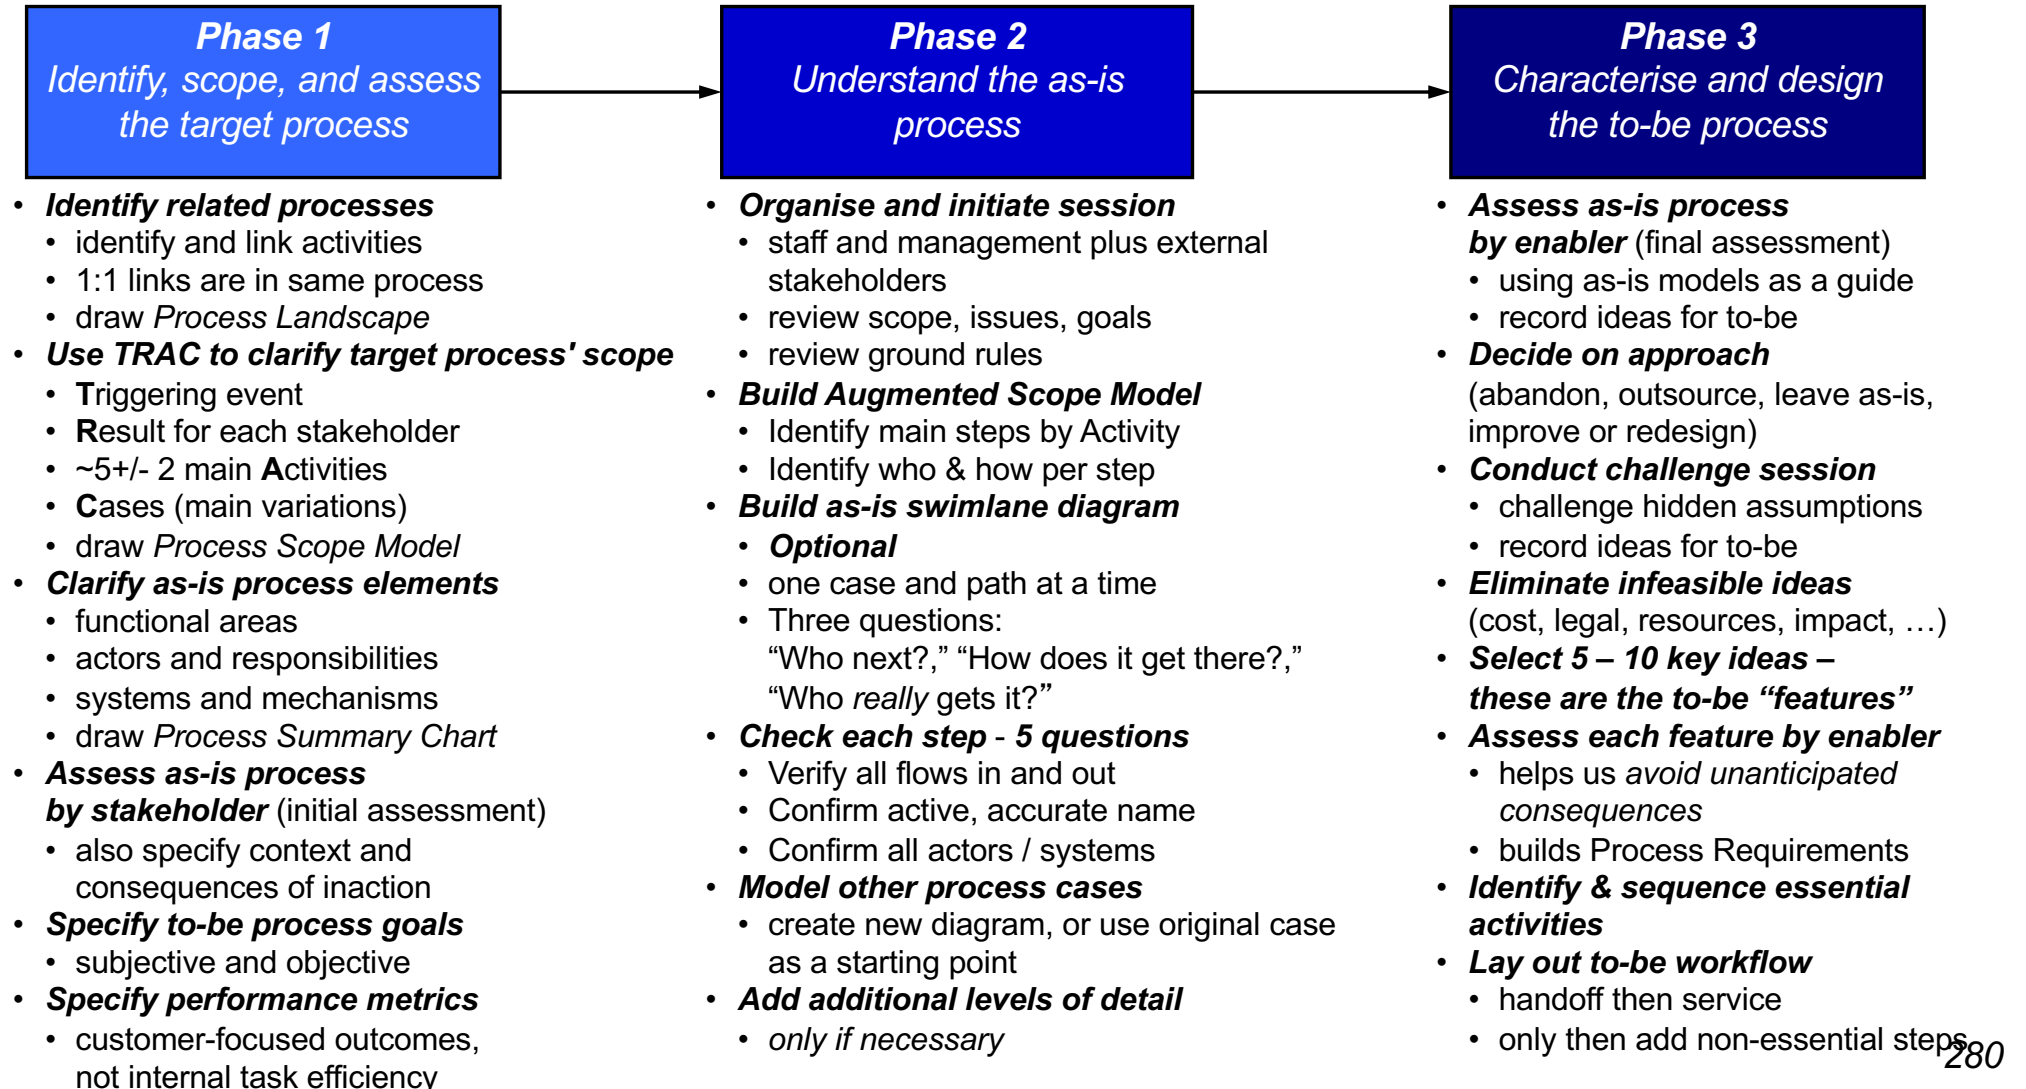 Phase 1
Identify, scope, and assess
the target process
• Identify related processes
• identify and link activities
• 1:1 links are in same process
• draw Process Landscape
• Use TRAC to clarify target process' scope
• Triggering event
• Result for each stakeholder
• ~5+/- 2 main Activities
• Cases (main variations)
• draw Process Scope Model
• Clarify as-is process elements
• functional areas
• actors and responsibilities
• systems and mechanisms
• draw Process Summary Chart
• Assess as-is process
by stakeholder (initial assessment)
• also specify context and
consequences of inaction
• Specify to-be process goals
• subjective and objective
• Specify performance metrics
• customer-focused outcomes,
not internal task efficiency
Phase 2
Understand the as-is
process
• Organise and initiate session
• staff and management plus external
stakeholders
• review scope, issues, goals
• review ground rules
• Build Augmented Scope Model
• Identify main steps by Activity
• Identify who & how per step
• Build as-is swimlane diagram
• Optional
• one case and path at a time
• Three questions:
“Who next?,” “How does it get there?,”
“Who really gets it?”
• Check each step - 5 questions
• Verify all flows in and out
• Confirm active, accurate name
• Confirm all actors / systems
• Model other process cases
• create new diagram, or use original case
as a starting point
• Add additional levels of detail
• only if necessary
Phase 3
Characterise and design
the to-be process
• Assess as-is process
by enabler (final assessment)
• using as-is models as a guide
• record ideas for to-be
• Decide on approach
(abandon, outsource, leave as-is,
improve or redesign)
• Conduct challenge session
• challenge hidden assumptions
• record ideas for to-be
• Eliminate infeasible ideas
(cost, legal, resources, impact, …)
• Select 5 – 10 key ideas –
these are the to-be “features”
• Assess each feature by enabler
• helps us avoid unanticipated
consequences
• builds Process Requirements
• Identify & sequence essential
activities
• Lay out to-be workflow
• handoff then service
• only then add non-essential steps
280